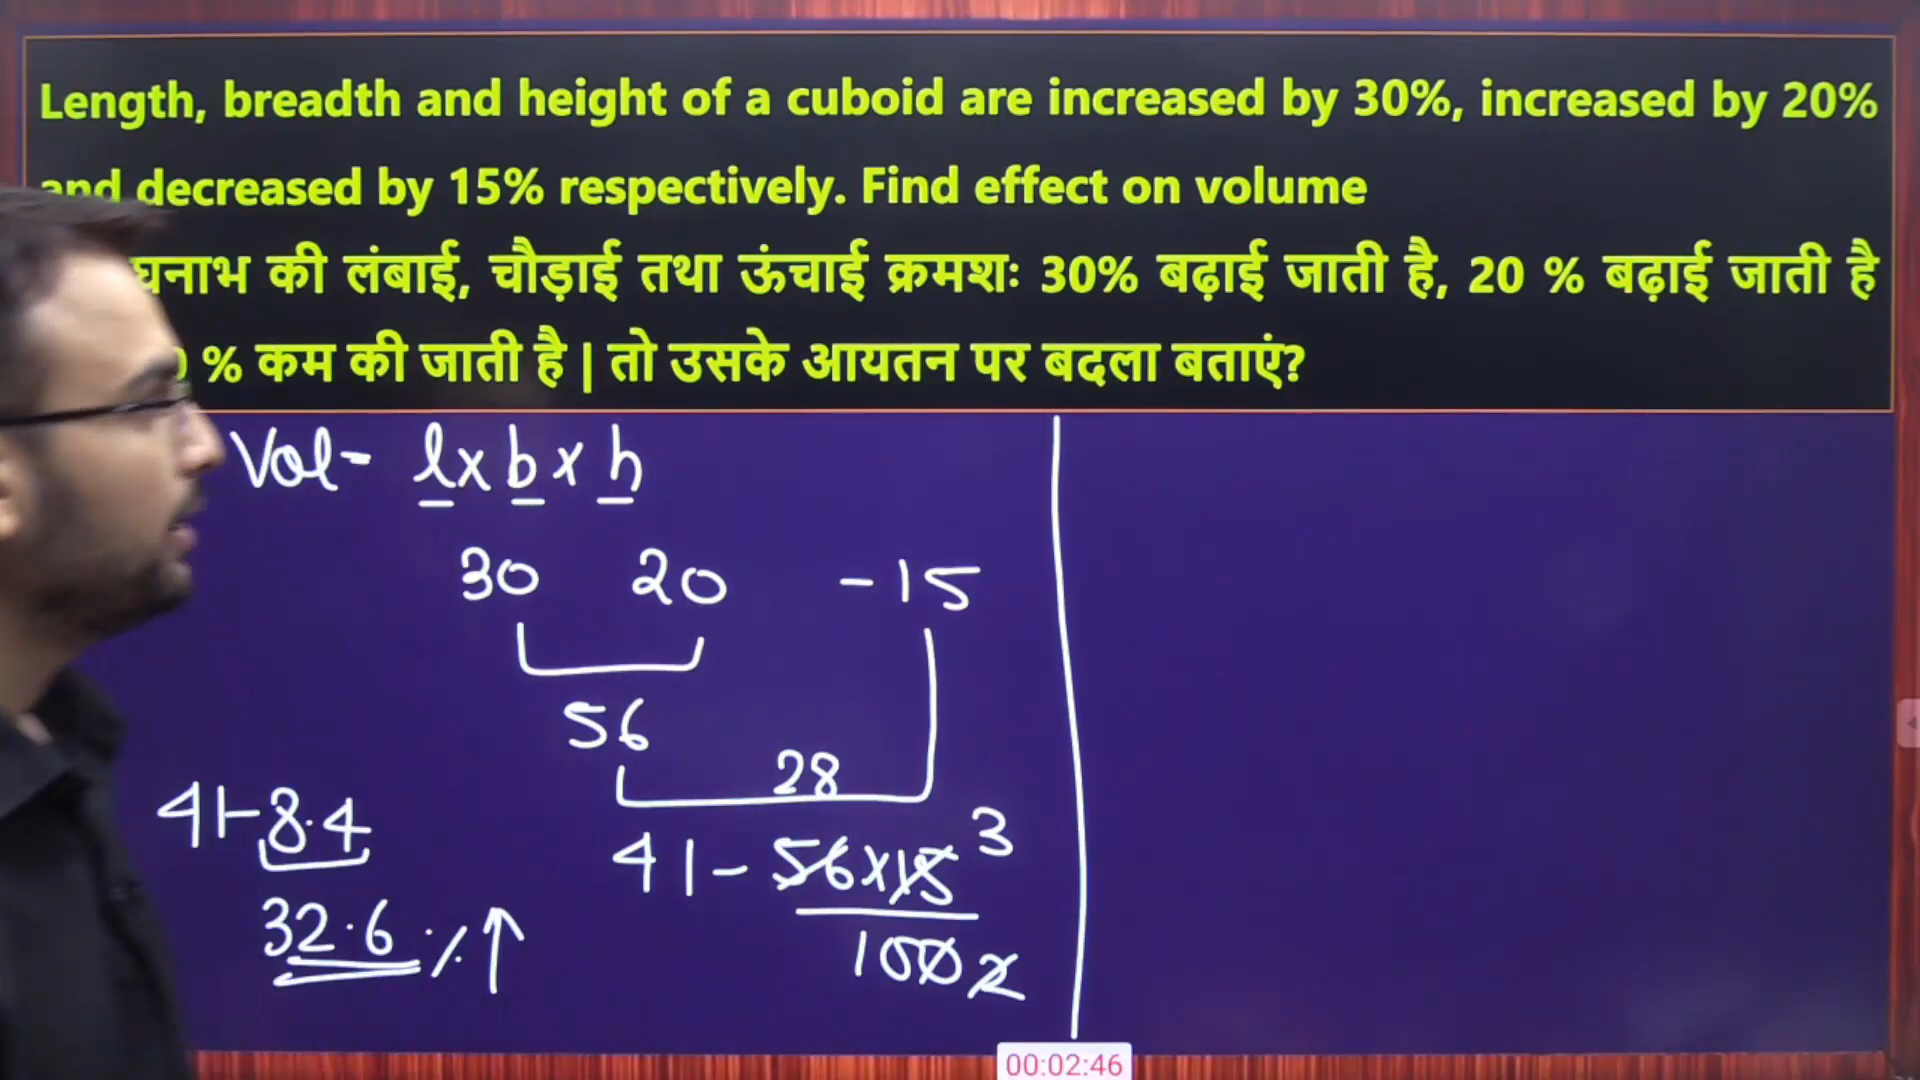 Length, breadth and height of a cuboid are increased by 30%, increased by 20%
and decreased by 15% respectively. Find effect on volume
घनाभ की लंबाई, चौड़ाई तथा ऊंचाई क्रमशः 30% बढ़ाई जाती है, 20 % बढ़ाई जाती है
% कम की जाती है | तो उसके आयतन पर बदला बताएं?
Vol- l x b x h
30 20 -15
56
28
41-8.4
41-56x15 3
32.6 % ↑
100 2
00:02:46